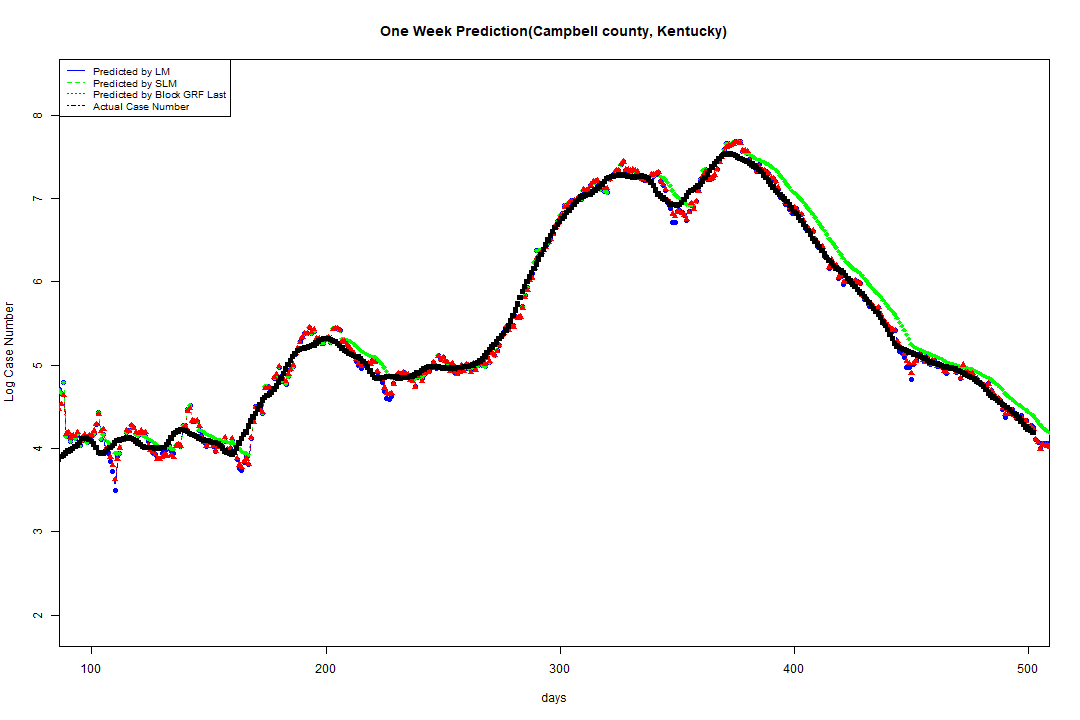 One Week Prediction(Campbell county, Kentucky)
Predicted by LM
Predicted by SLM
Predicted by Block GRF Last
Actual Case Number
8
7
6
5
4
3
2
Log Case Number
100 200 300 400 500
days